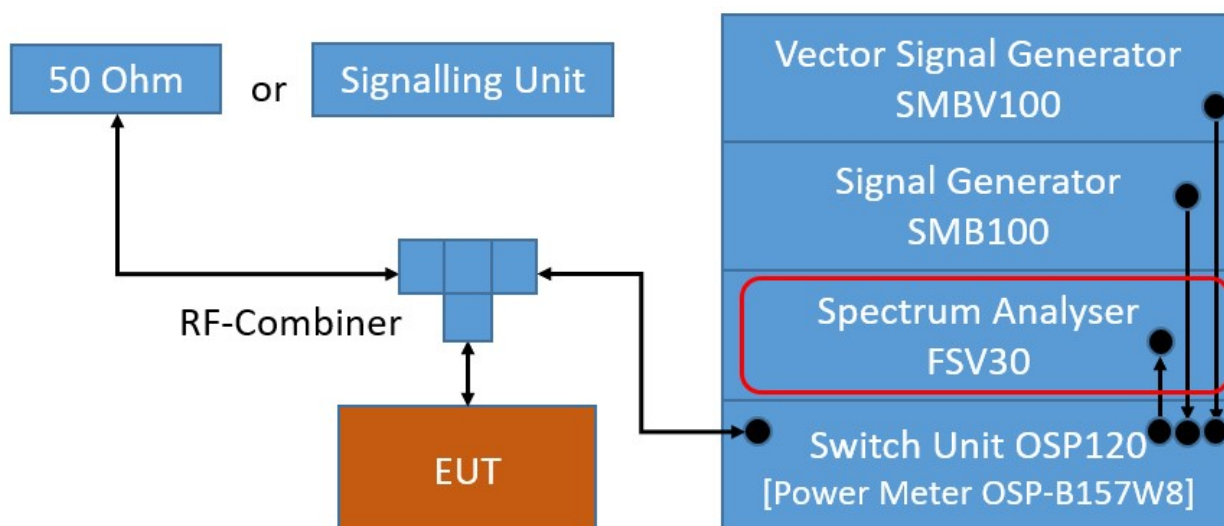 50 Ohm
or
Signalling Unit
RF-Combiner
EUT
Vector Signal Generator
SMBV100
Signal Generator
SMB100
Spectrum Analyser
FSV30
Switch Unit OSP120
[Power Meter OSP-B157W8]